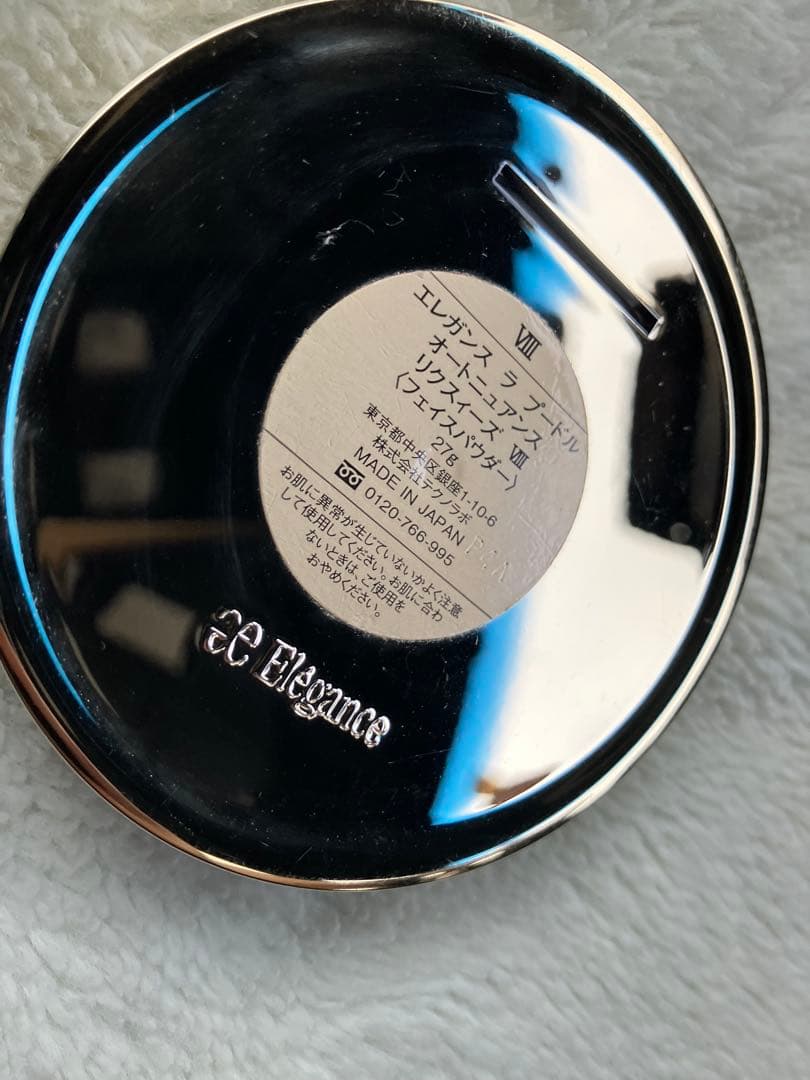 VIII
エレガンス ラ プードル
オートニュアンス
リクスィーズ VIII
〈フェイスパウダー〉
27g
東京都中央区銀座1-10-6
株式会社テクノラボ
MADE IN JAPAN
0120-766-995
お肌に異常が生じていないかよく注意
して使用してください。お肌に合わ
ないときは、ご使用を
おやめください。
æ Elégance